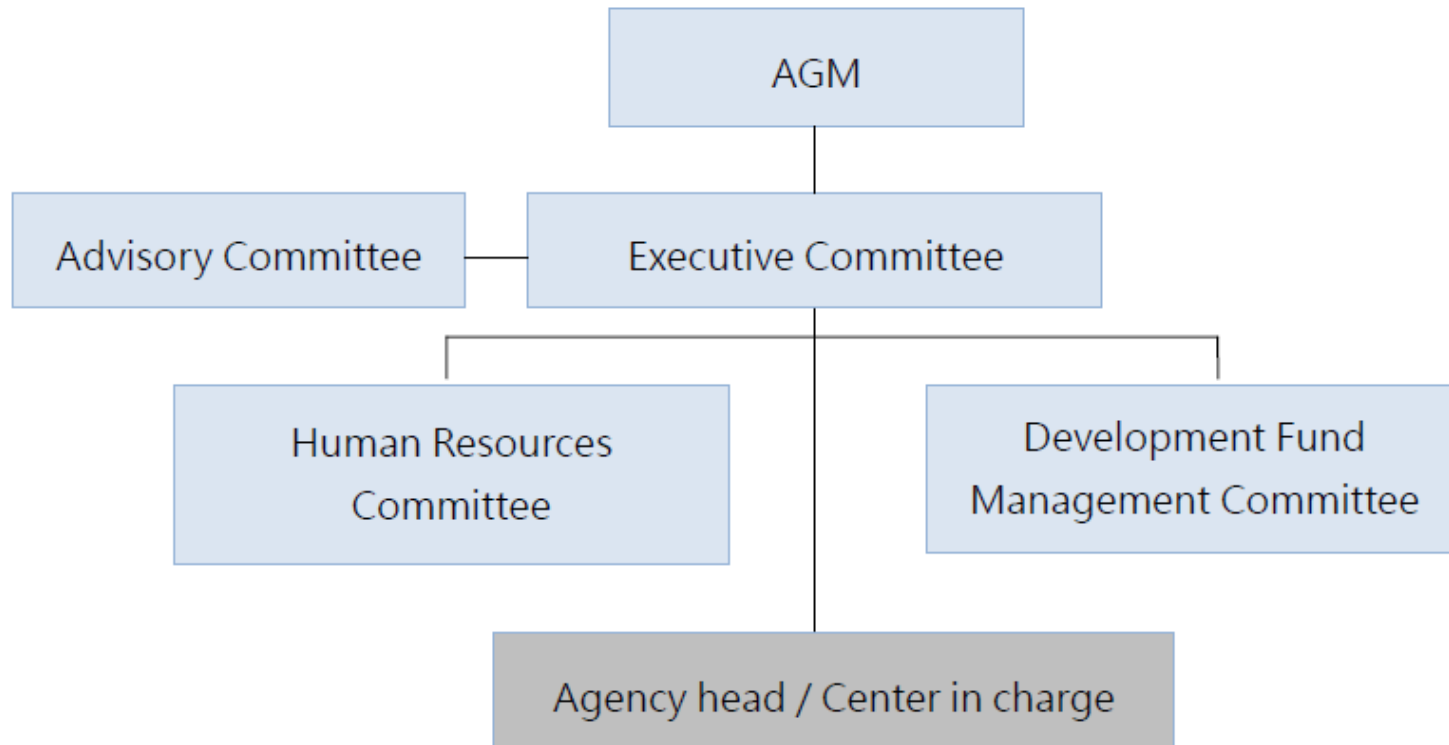 AGM
Advisory Committee
Executive Committee
Human Resources
Committee
Development Fund
Management Committee
Agency head / Center in charge